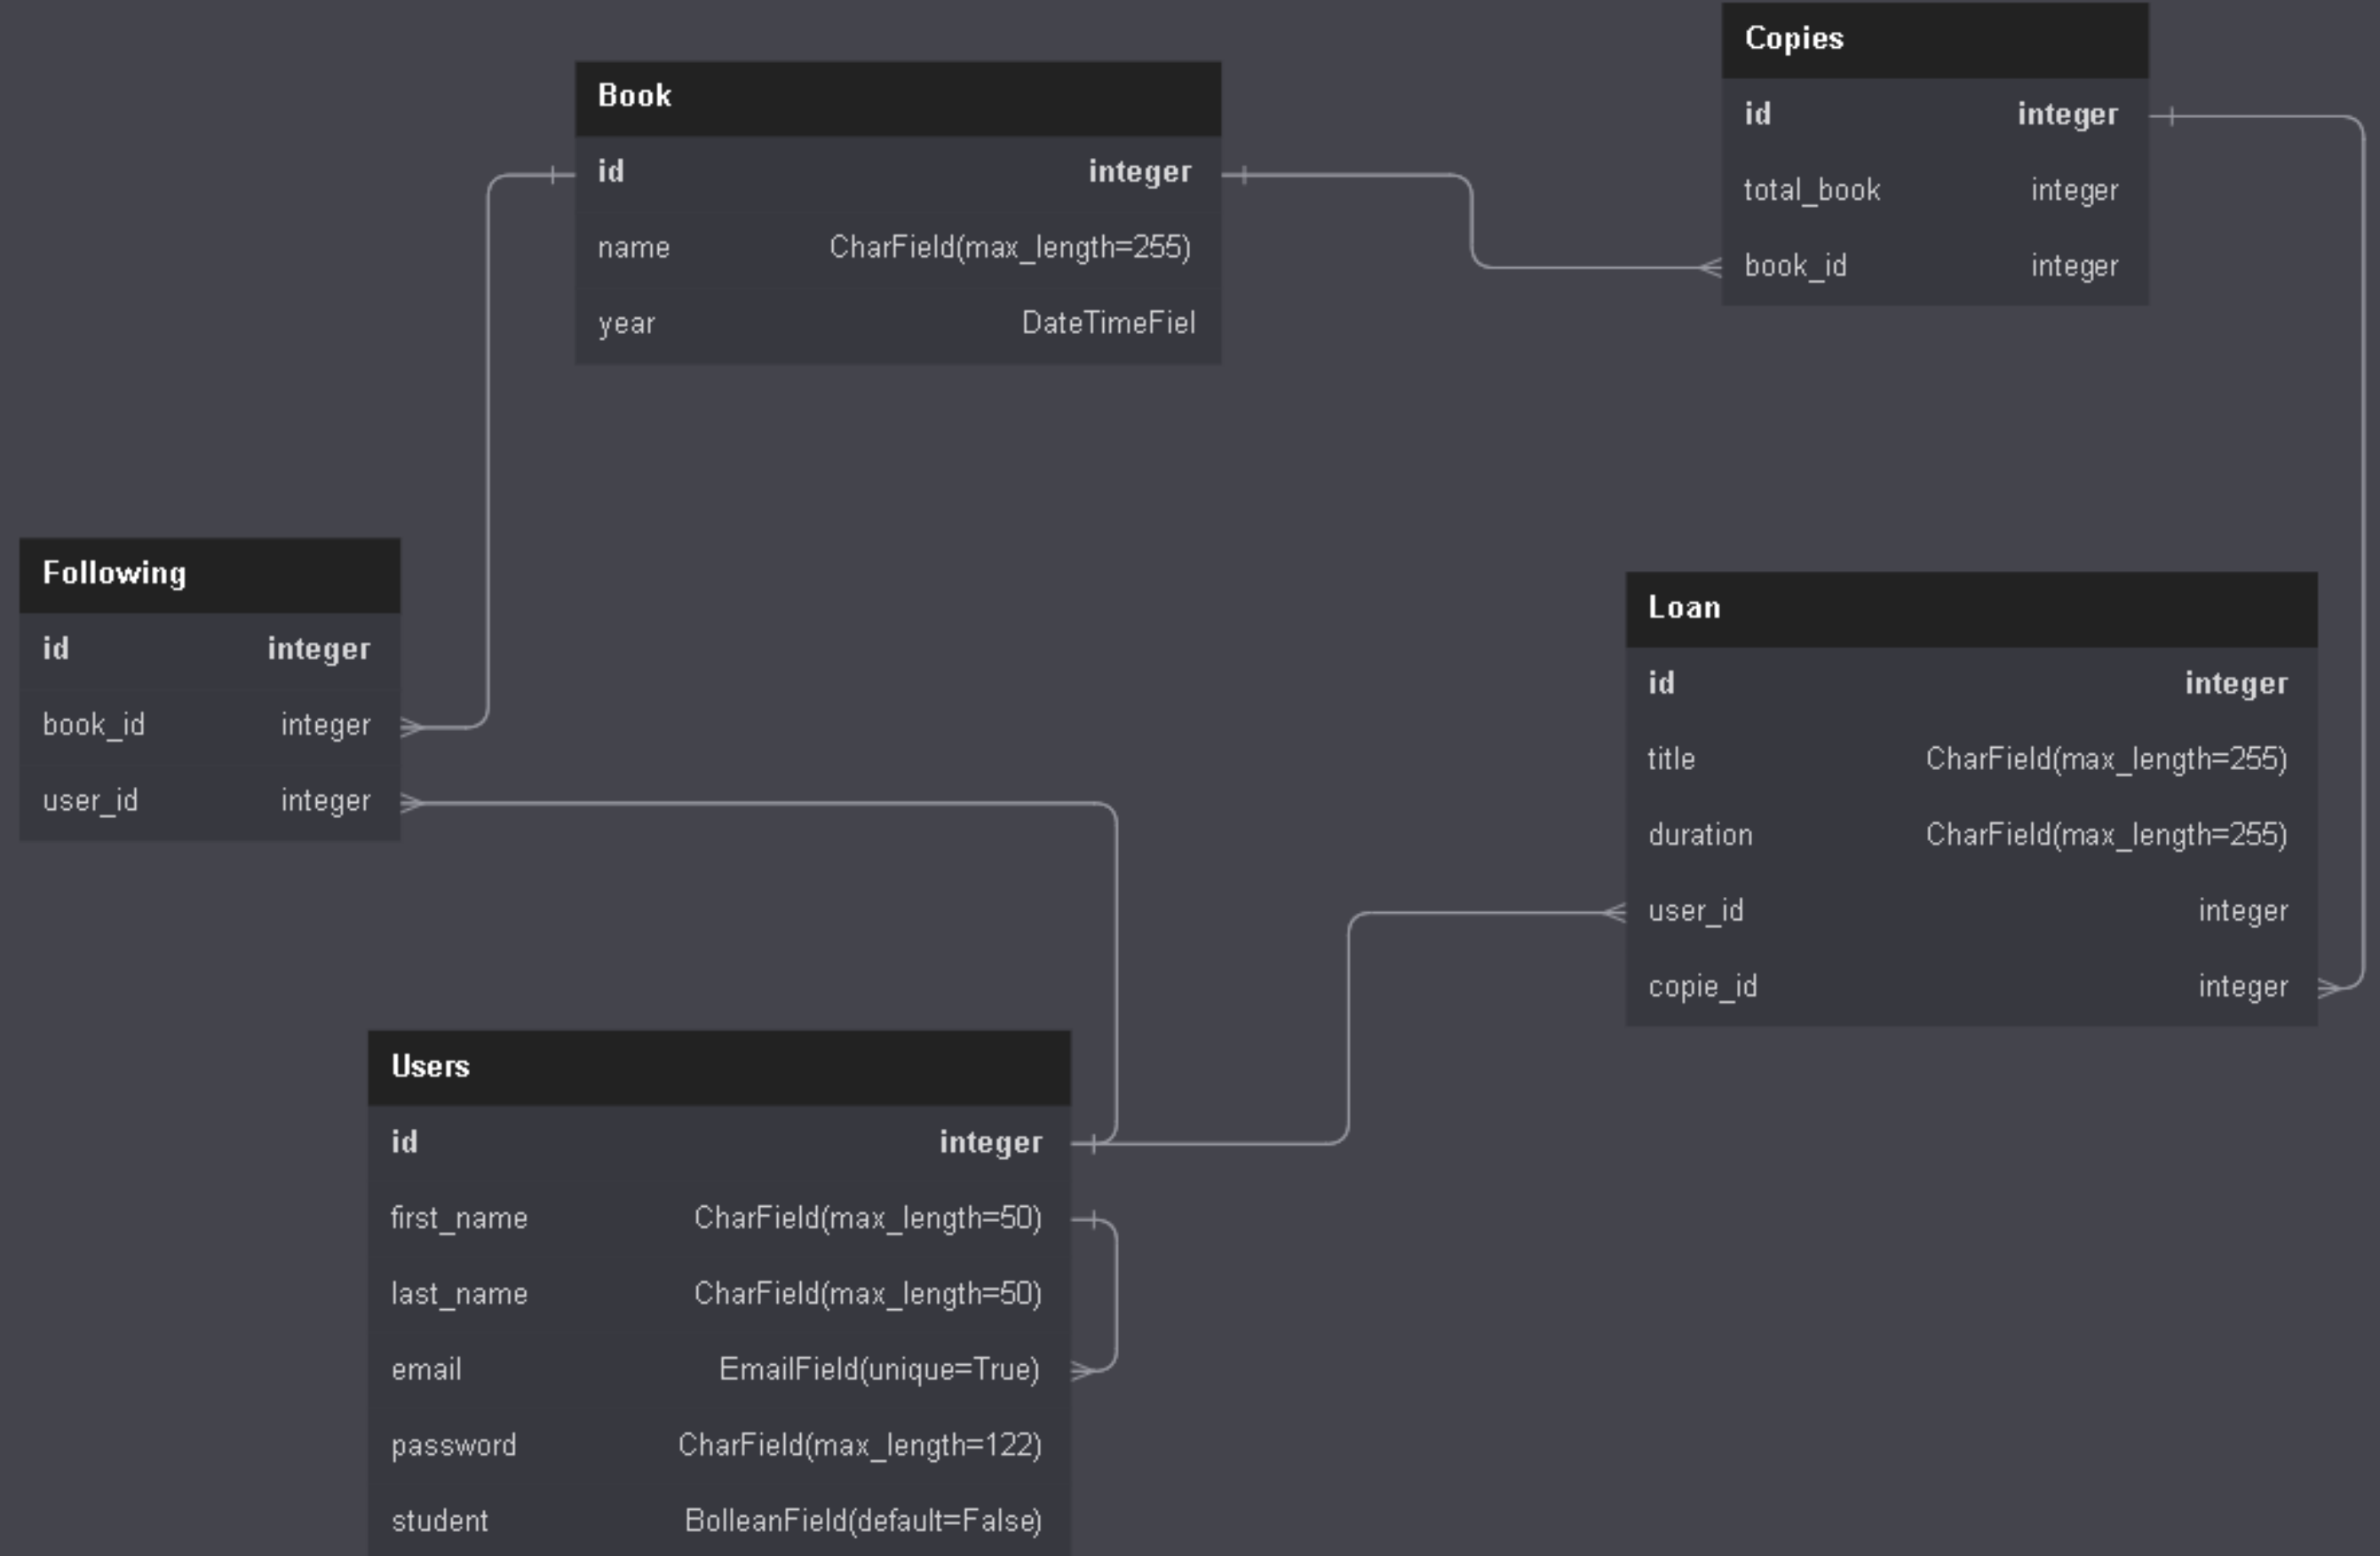 Copies
id integer
total_book integer
book_id integer
Book
id integer
name CharField(max_length=255)
year DateTimeFiel
Following
id integer
book_id integer
user_id integer
Loan
id integer
title CharField(max_length=255)
duration CharField(max_length=255)
user_id integer
copie_id integer
Users
id integer
first_name CharField(max_length=50)
last_name CharField(max_length=50)
email EmailField(unique=True)
password CharField(max_length=122)
student BolleanField(default=False)